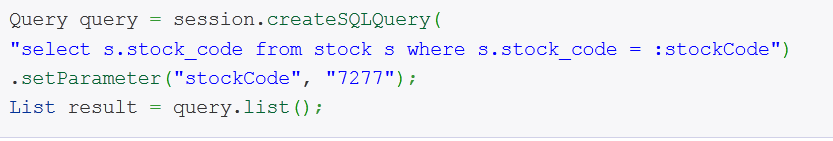 Query query = session.createSQLQuery(
"select s.stock_code from stock s where s.stock_code = :stockCode")
.setParameter("stockCode", "7277");
List result = query.list();